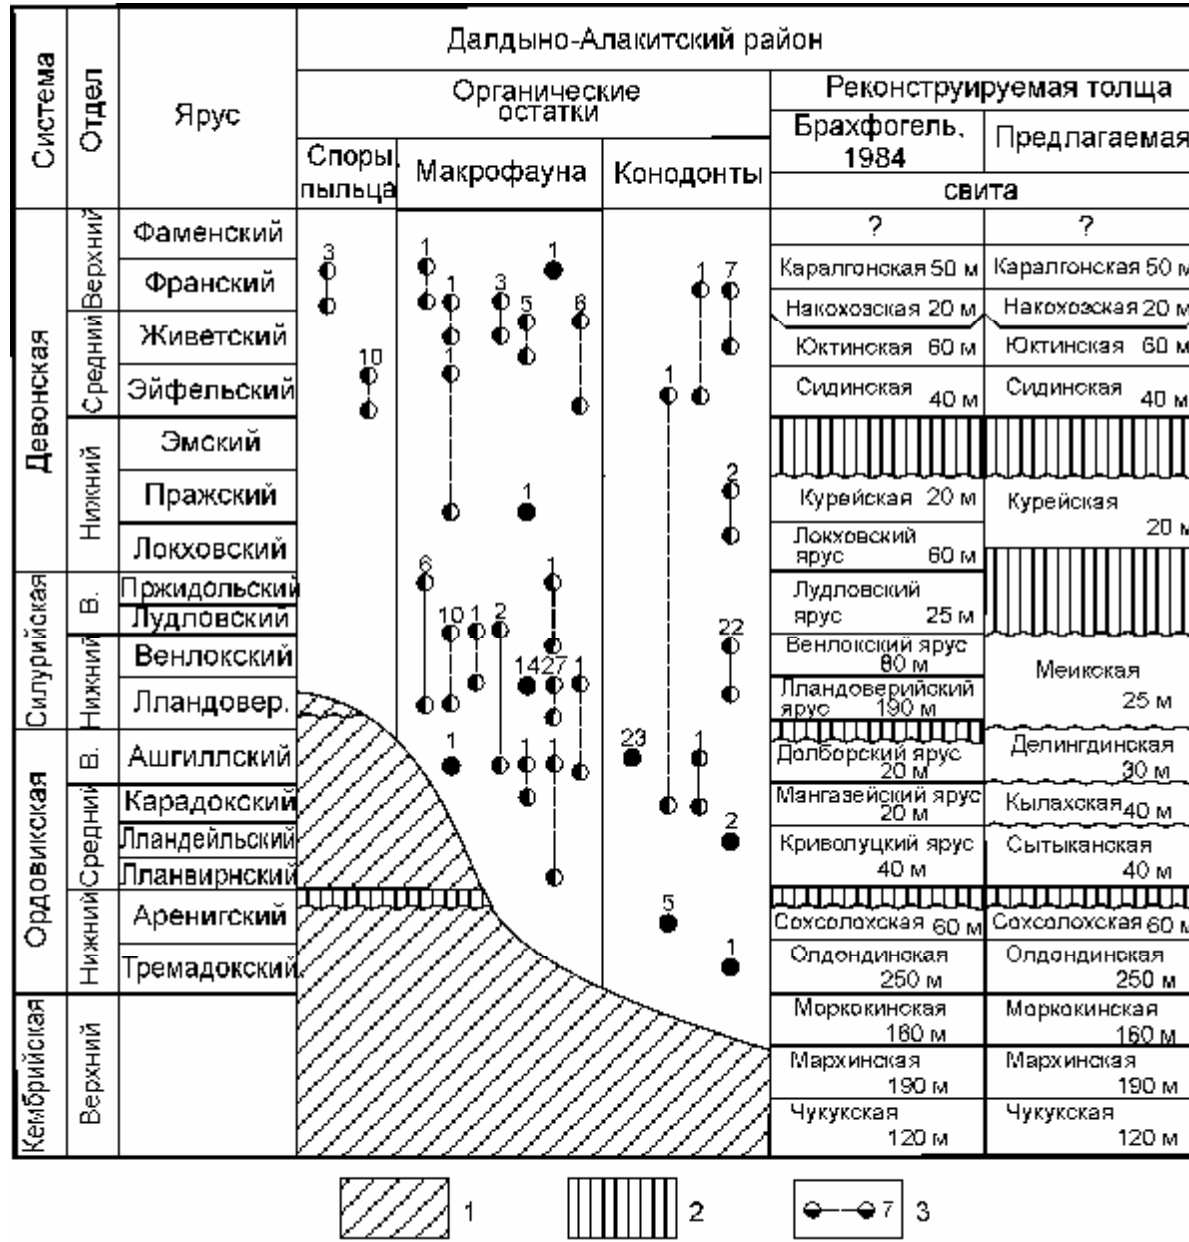 Далдыно-Алакитский район
Система
Отдел
Ярус
Органические
остатки
Реконструируемая толща
Споры,
пыльца
Макрофауна
Конодонты
Брахфогель,
1984
Предлагаемая
свита
Девонская
Верхний
Средний
Нижний
Фаменский
Франский
Живетский
Эйфельский
Эмский
Пражский
Локховский
Силурийская
В.
Нижний
Пржидольский
Лудловский
Венлокский
Лландовер.
Ордовикская
В.
Средний
Нижний
Ашгиллский
Карадокский
Лландейльский
Лланвирнский
Аренигский
Тремадокский
Кембрийская
Верхний
3
10
1
1
1
3
5
6
1
1
6
1
10
1
2
14
27
1
1
1
1
1
7
1
2
22
23
1
2
5
1
?
Каралгонская 50 м
Накохозская 20 м
Юктинская 60 м
Сидинская
40 м
Курейская 20 м
Локховский
ярус 60 м
Лудловский
ярус 25 м
Венлокский ярус
80 м
Лландоверийский
ярус 190 м
Долборский ярус
20 м
Мангазейский ярус
20 м
Криволуцкий ярус
40 м
Сохсолохская 60 м
Олдондинская
250 м
Моркокинская
160 м
Мархинская
190 м
Чукукская
120 м
?
Каралгонская 50 м
Накохозская 20 м
Юктинская 60 м
Сидинская
40 м
Курейская
20 м
Меикская
25 м
Делингдинская
30 м
Кылахская 40 м
Сытыканская
40 м
Сохсолохская 60 м
Олдондинская
250 м
Моркокинская
160 м
Мархинская
190 м
Чукукская
120 м
1
2
7 3